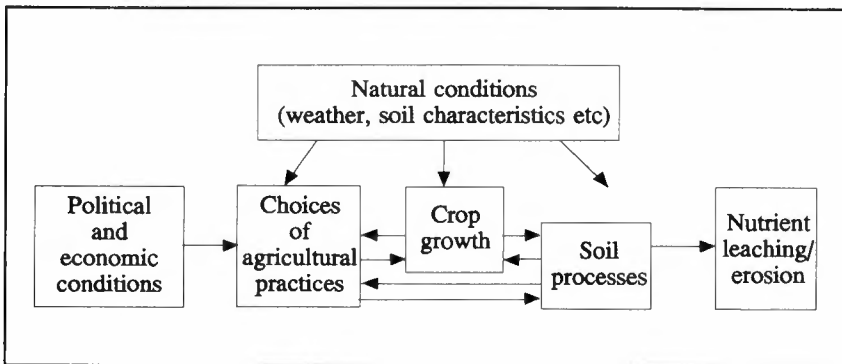 Natural conditions
(weather, soil characteristics etc)
Political
and
economic
conditions
Choices
of
agricultural
practices
Crop
growth
Soil
processes
Nutrient
leaching/
erosion